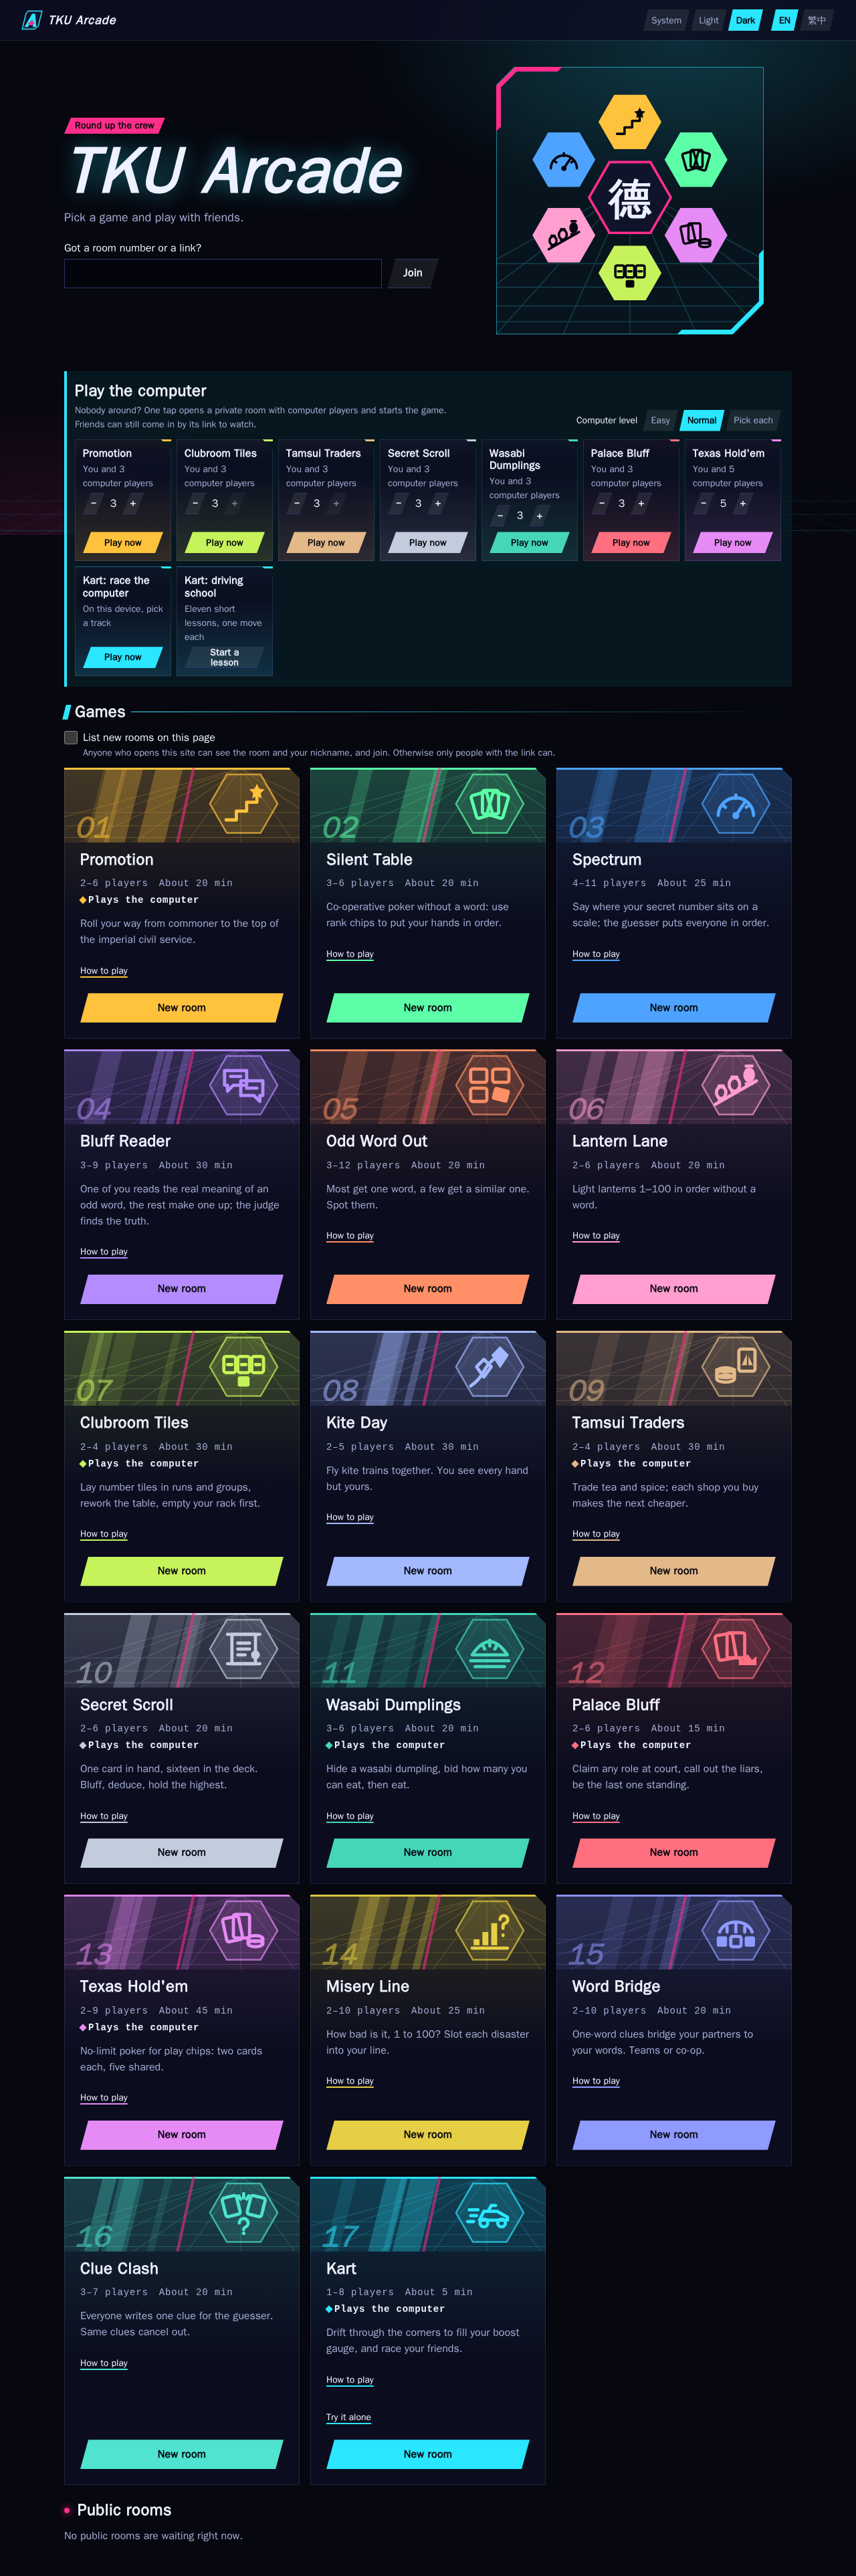 TKU Arcade
System Light Dark EN 繁中
Round up the crew
TKU Arcade
Pick a game and play with friends.
Got a room number or a link?
Join
德
Play the computer
Nobody around? One tap opens a private room with computer players and starts the game.
Friends can still come in by its link to watch.
Computer level Easy Normal Pick each
Promotion
You and 3
computer players
− 3 +
Play now
Clubroom Tiles
You and 3
computer players
− 3 +
Play now
Tamsui Traders
You and 3
computer players
− 3 +
Play now
Secret Scroll
You and 3
computer players
− 3 +
Play now
Wasabi
Dumplings
You and 3
computer players
− 3 +
Play now
Palace Bluff
You and 3
computer players
− 3 +
Play now
Texas Hold'em
You and 5
computer players
− 5 +
Play now
Kart: race the
computer
On this device, pick
a track
Play now
Kart: driving
school
Eleven short
lessons, one move
each
Start a
lesson
Games
List new rooms on this page
Anyone who opens this site can see the room and your nickname, and join. Otherwise only people with the link can.
01
Promotion
2–6 players About 20 min
Plays the computer
Roll your way from commoner to the top of
the imperial civil service.
How to play
New room
02
Silent Table
3–6 players About 20 min
Co-operative poker without a word: use
rank chips to put your hands in order.
How to play
New room
03
Spectrum
4–11 players About 25 min
Say where your secret number sits on a
scale; the guesser puts everyone in order.
How to play
New room
04
Bluff Reader
3–9 players About 30 min
One of you reads the real meaning of an
odd word, the rest make one up; the judge
finds the truth.
How to play
New room
05
Odd Word Out
3–12 players About 20 min
Most get one word, a few get a similar one.
Spot them.
How to play
New room
06
Lantern Lane
2–6 players About 20 min
Light lanterns 1–100 in order without a
word.
How to play
New room
07
Clubroom Tiles
2–4 players About 30 min
Plays the computer
Lay number tiles in runs and groups,
rework the table, empty your rack first.
How to play
New room
08
Kite Day
2–5 players About 30 min
Fly kite trains together. You see every hand
but yours.
How to play
New room
09
Tamsui Traders
2–4 players About 30 min
Plays the computer
Trade tea and spice; each shop you buy
makes the next cheaper.
How to play
New room
10
Secret Scroll
2–6 players About 20 min
Plays the computer
One card in hand, sixteen in the deck.
Bluff, deduce, hold the highest.
How to play
New room
11
Wasabi Dumplings
3–6 players About 20 min
Plays the computer
Hide a wasabi dumpling, bid how many you
can eat, then eat.
How to play
New room
12
Palace Bluff
2–6 players About 15 min
Plays the computer
Claim any role at court, call out the liars,
be the last one standing.
How to play
New room
13
Texas Hold'em
2–9 players About 45 min
Plays the computer
No-limit poker for play chips: two cards
each, five shared.
How to play
New room
14
Misery Line
2–10 players About 25 min
How bad is it, 1 to 100? Slot each disaster
into your line.
How to play
New room
15
Word Bridge
2–10 players About 20 min
One-word clues bridge your partners to
your words. Teams or co-op.
How to play
New room
16
Clue Clash
3–7 players About 20 min
Everyone writes one clue for the guesser.
Same clues cancel out.
How to play
New room
17
Kart
1–8 players About 5 min
Plays the computer
Drift through the corners to fill your boost
gauge, and race your friends.
How to play
Try it alone
New room
Public rooms
No public rooms are waiting right now.